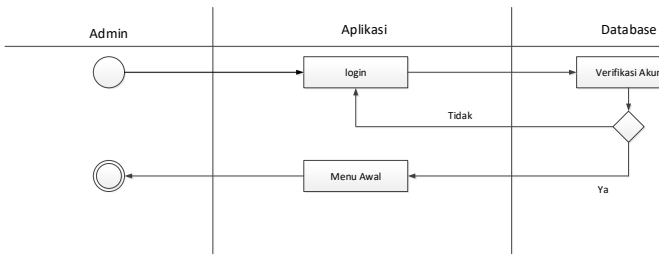 Admin
Aplikasi
Database
login
Verifikasi Akun
Tidak
Menu Awal
Ya